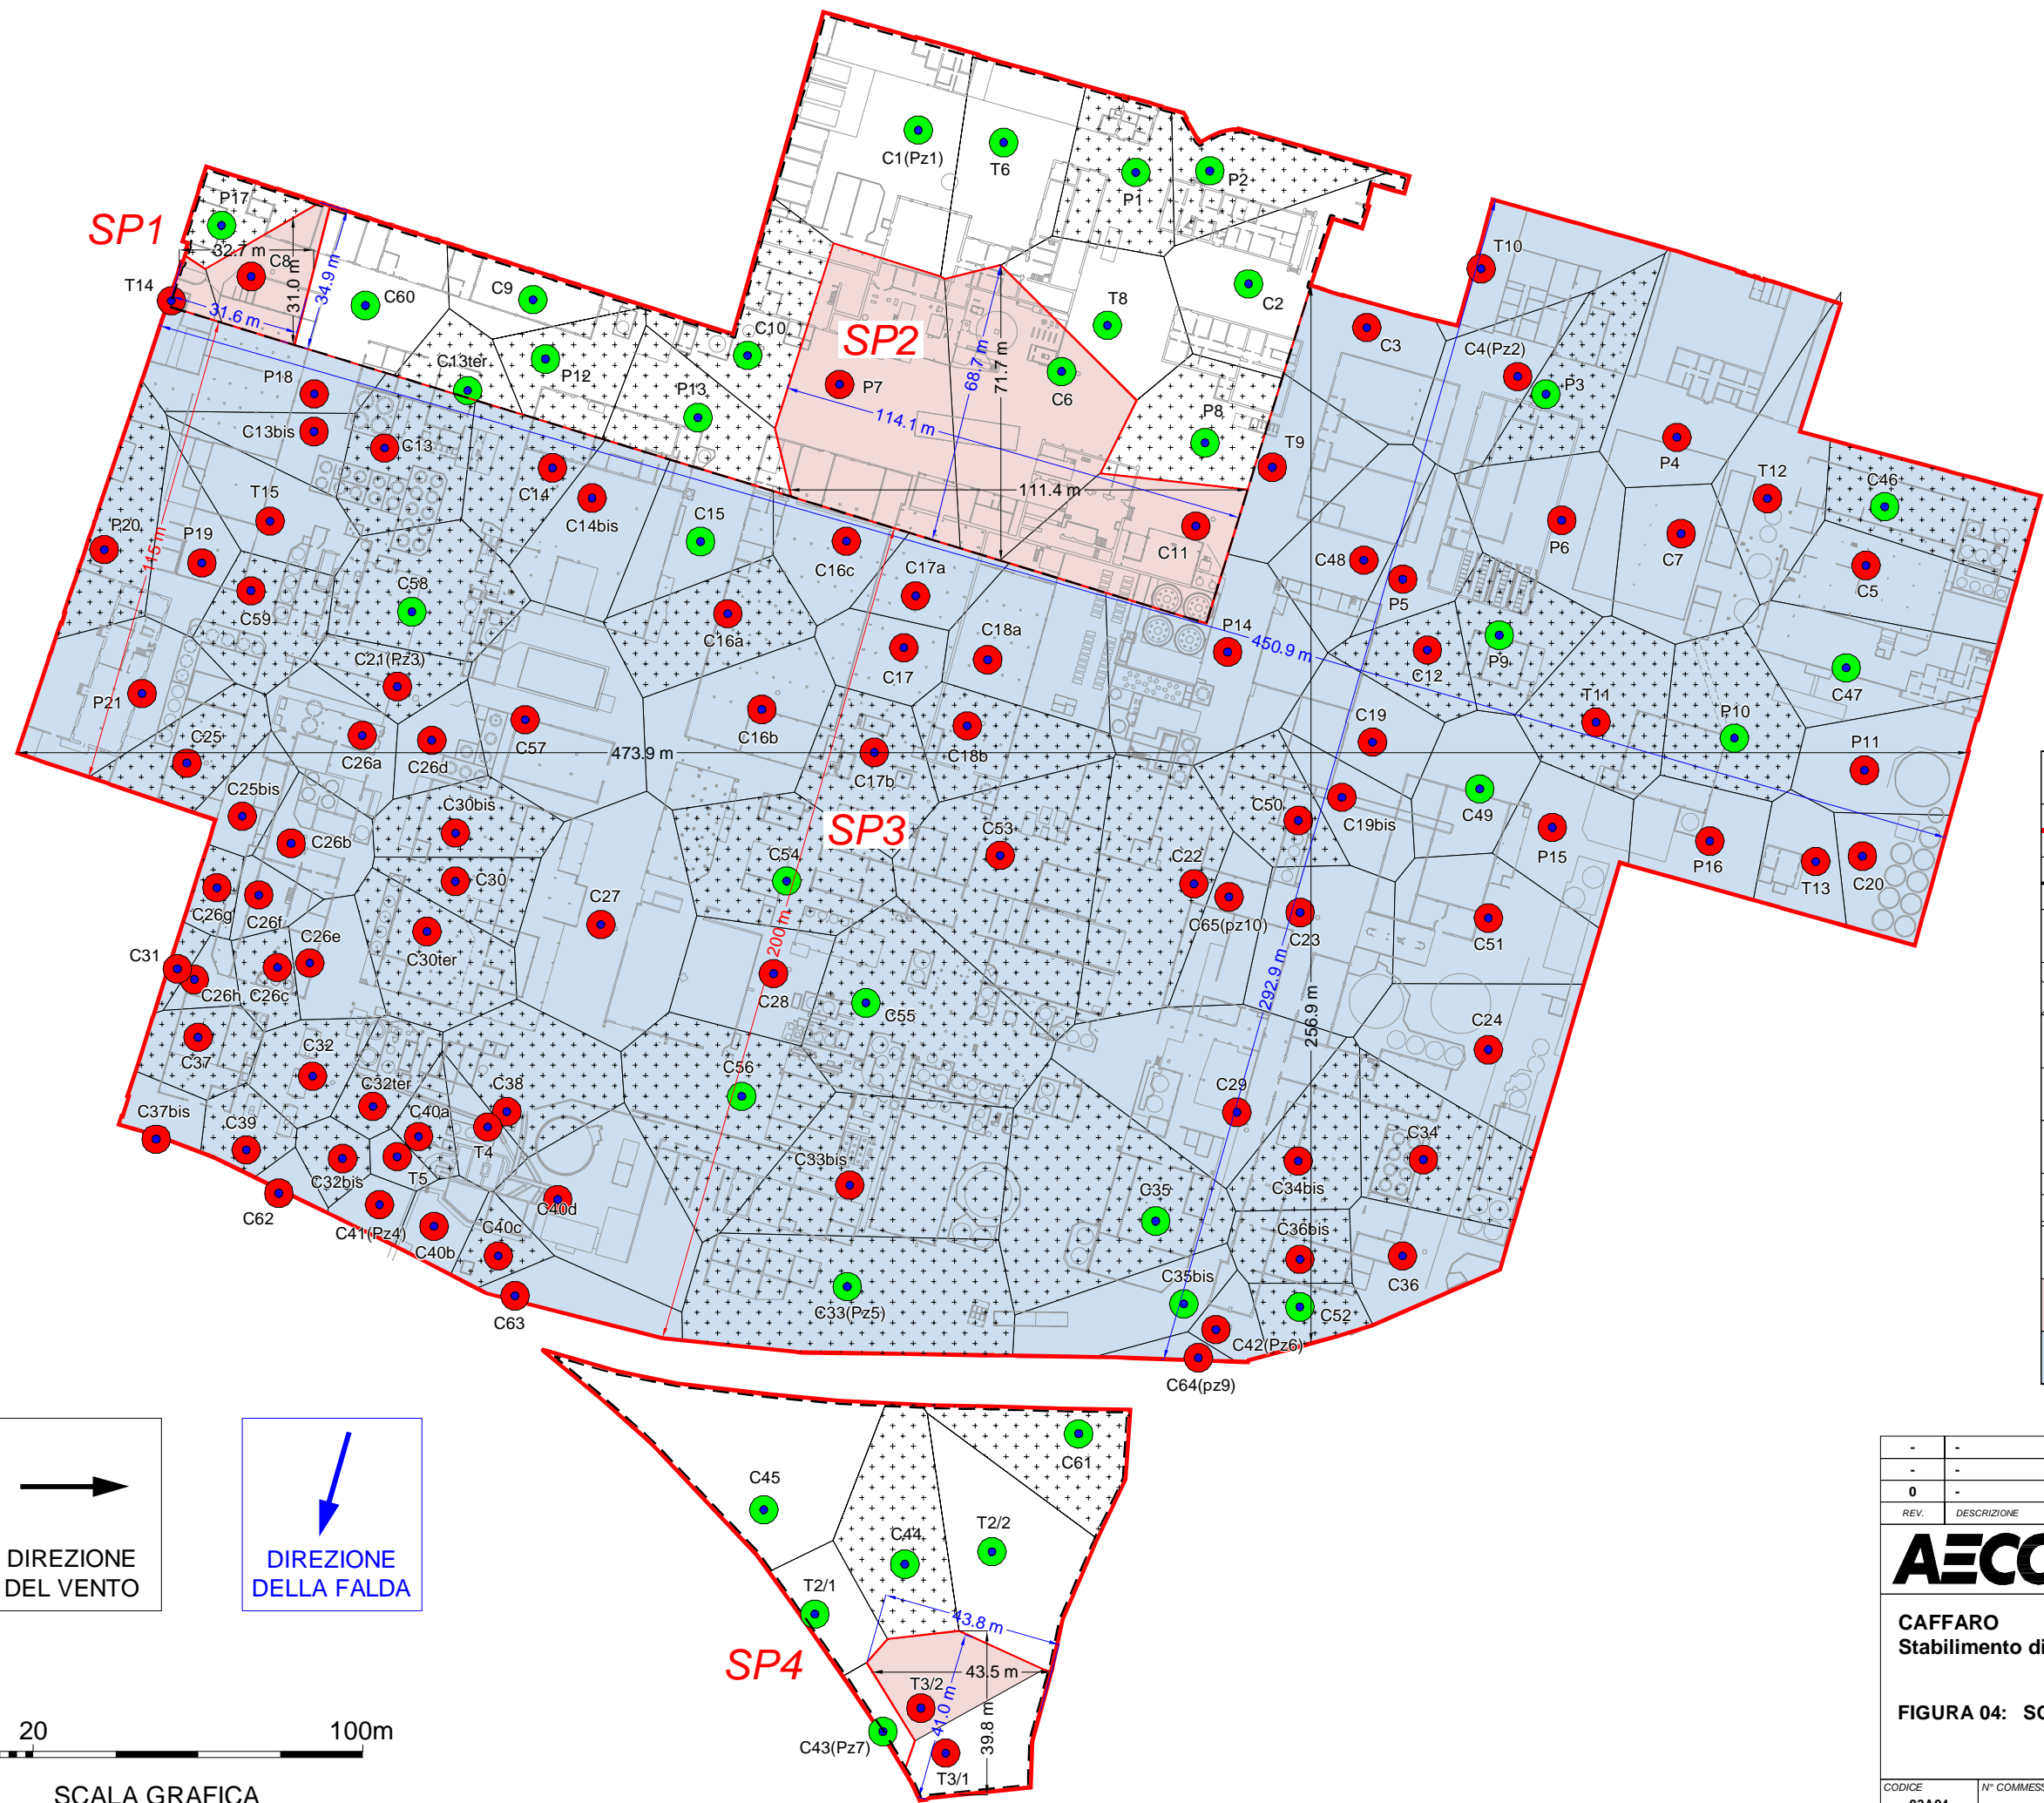 C1(Pz1)
T6
P1
P2
P17
SP1
32.7 m
C8
31.0 m
34.9 m
T14
31.6 m
C60
C9
T10
C2
T8
C3
SP2
C10
C4(Pz2)
P3
C13ter
P12
P13
P18
P7
68.7 m
71.7 m
C6
114.1 m
P8
C13bis
C13
T9
P4
C14
T12
C46
111.4 m
C14bis
T15
C15
C11
P6
C7
P20
P19
115 m
C16c
C17a
C48
P5
C5
C59
C58
C16a
C17
C18a
P14
450.9 m
C12
P9
C47
C21(Pz3)
P21
T11
P10
C57
C16b
C18b
C19
C25
C26a
C26d
473.9 m
C17b
P11
C25bis
C30bis
C49
C19bis
C50
SP3
C53
C26b
P15
P16
T13
C20
C54
C22
C30
C26g
C26f
C27
C65(pz10)
C23
C51
C30ter
200 m
C31
C26h
C26c
C26e
C28
292.9 m
256.9 m
C55
C37
C32
C24
C56
C32ter
C38
C29
C40a
C37bis
C39
T4
C34
C32bis
T5
C33bis
C34bis
C62
C41(Pz4)
C40d
C35
C40b
C40c
C36bis
C36
C33(Pz5)
C35bis
C52
C63
C42(Pz6)
C64(pz9)
DIREZIONE
DEL VENTO
DIREZIONE
DELLA FALDA
C61
C45
C44
T2/2
T2/1
43.8 m
SP4
43.5 m
T3/2
41.0 m
39.8 m
C43(Pz7)
T3/1
20
100m
SCALA GRAFICA
- -
- -
0 -
REV. DESCRIZIONE
CAFFARO
Stabilimento di
FIGURA 04:
CODICE N° COMMESS